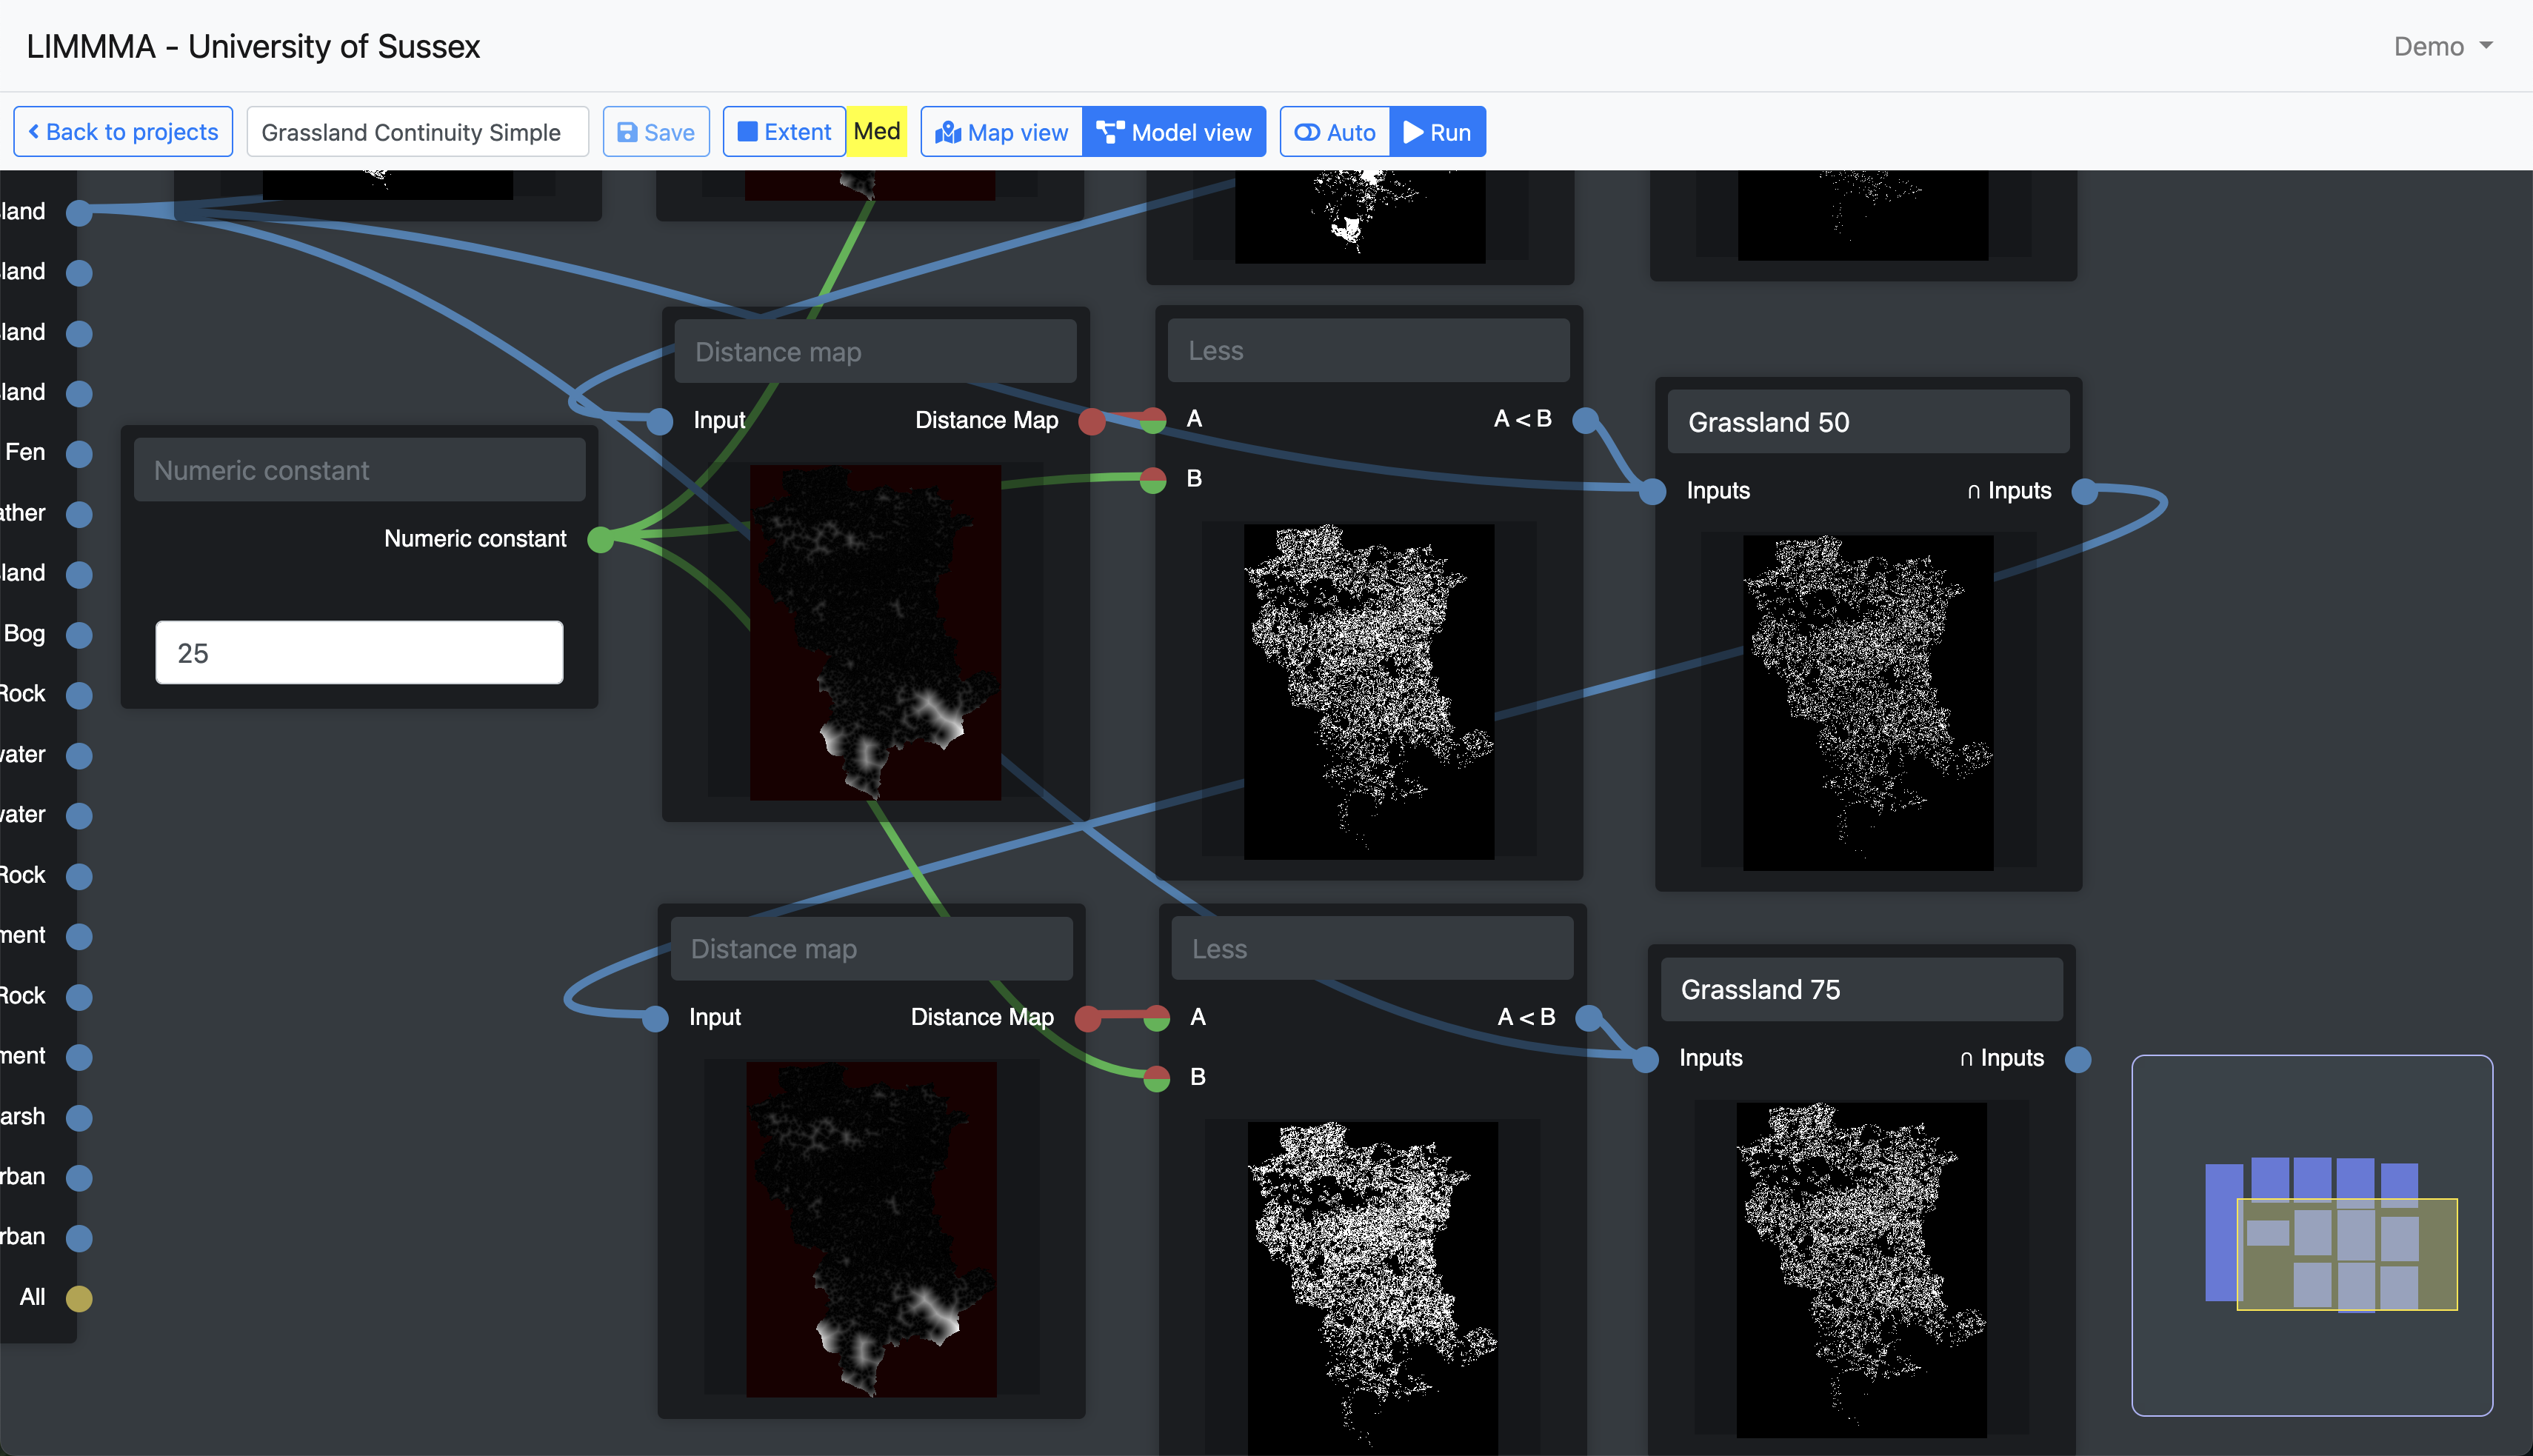 LIMMMA - University of Sussex
Demo
Back to projects
Grassland Continuity Simple
Save
Extent
Med
Map view
Model view
Auto
Run
land
land
land
land
Fen
ather
land
Bog
Rock
vater
vater
Rock
ment
Rock
ment
arsh
rban
rban
All
Numeric constant
Numeric constant
25
Distance map
Input
Distance Map
Less
A
A < B
B
Grassland 50
Inputs
∩ Inputs
Distance map
Input
Distance Map
Less
A
A < B
B
Grassland 75
Inputs
∩ Inputs